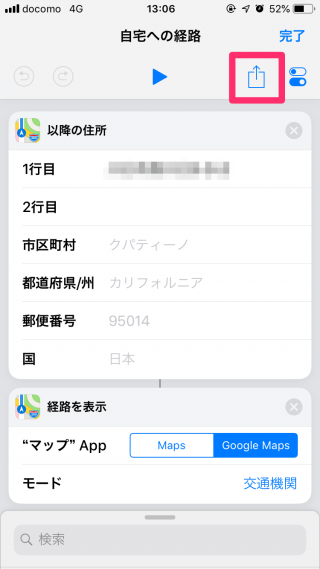 docomo 4G 13:06 52%
自宅への経路 完了
以降の住所
1行目
2行目
市区町村 クパティーノ
都道府県/州 カリフォルニア
郵便番号 95014
国 日本
経路を表示
“マップ” App Maps Google Maps
モード 交通機関
検索